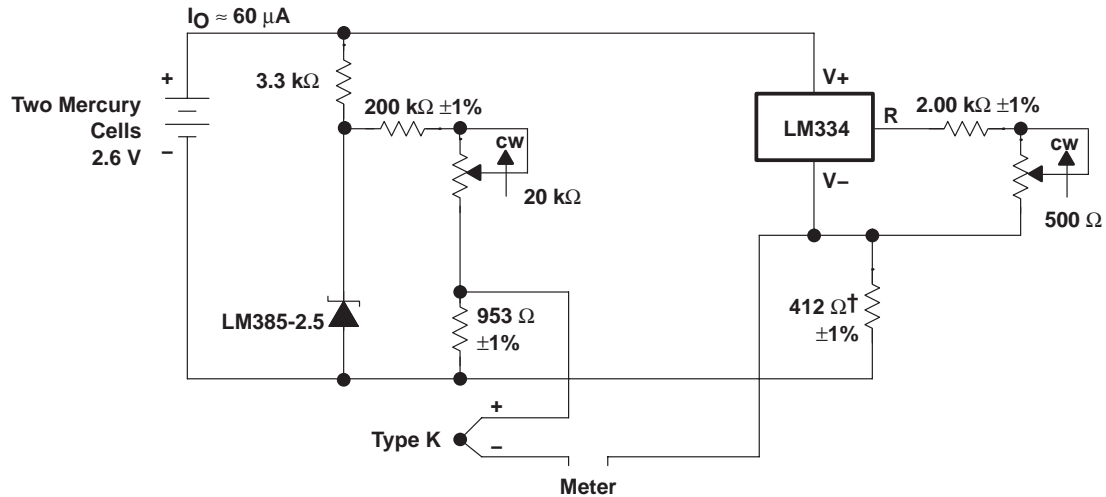 IO ≈ 60 μA
+
Two Mercury
Cells
2.6 V
−
3.3 kΩ
200 kΩ ±1%
cw
20 kΩ
LM385-2.5
953 Ω
±1%
V+
LM334
R
V−
2.00 kΩ ±1%
cw
500 Ω
412 Ω†
±1%
+
Type K
−
Meter